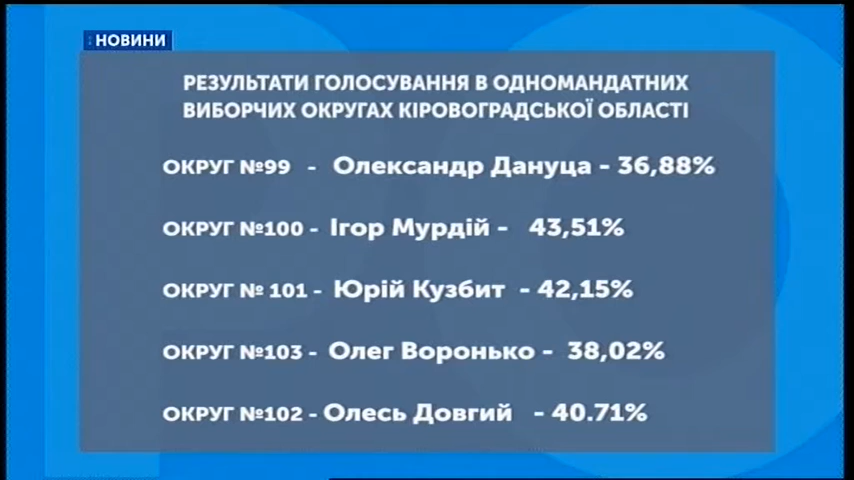 НОВИНИ
РЕЗУЛЬТАТИ ГОЛОСУВАННЯ В ОДНОМАНДАТНИХ
ВИБОРЧИХ ОКРУГАХ КІРОВОГРАДСЬКОЇ ОБЛАСТІ
ОКРУГ №99 - Олександр Дануца - 36,88%
ОКРУГ №100 - Ігор Мурдій - 43,51%
ОКРУГ № 101 - Юрій Кузбит - 42,15%
ОКРУГ №103 - Олег Воронько - 38,02%
ОКРУГ №102 - Олесь Довгий - 40.71%